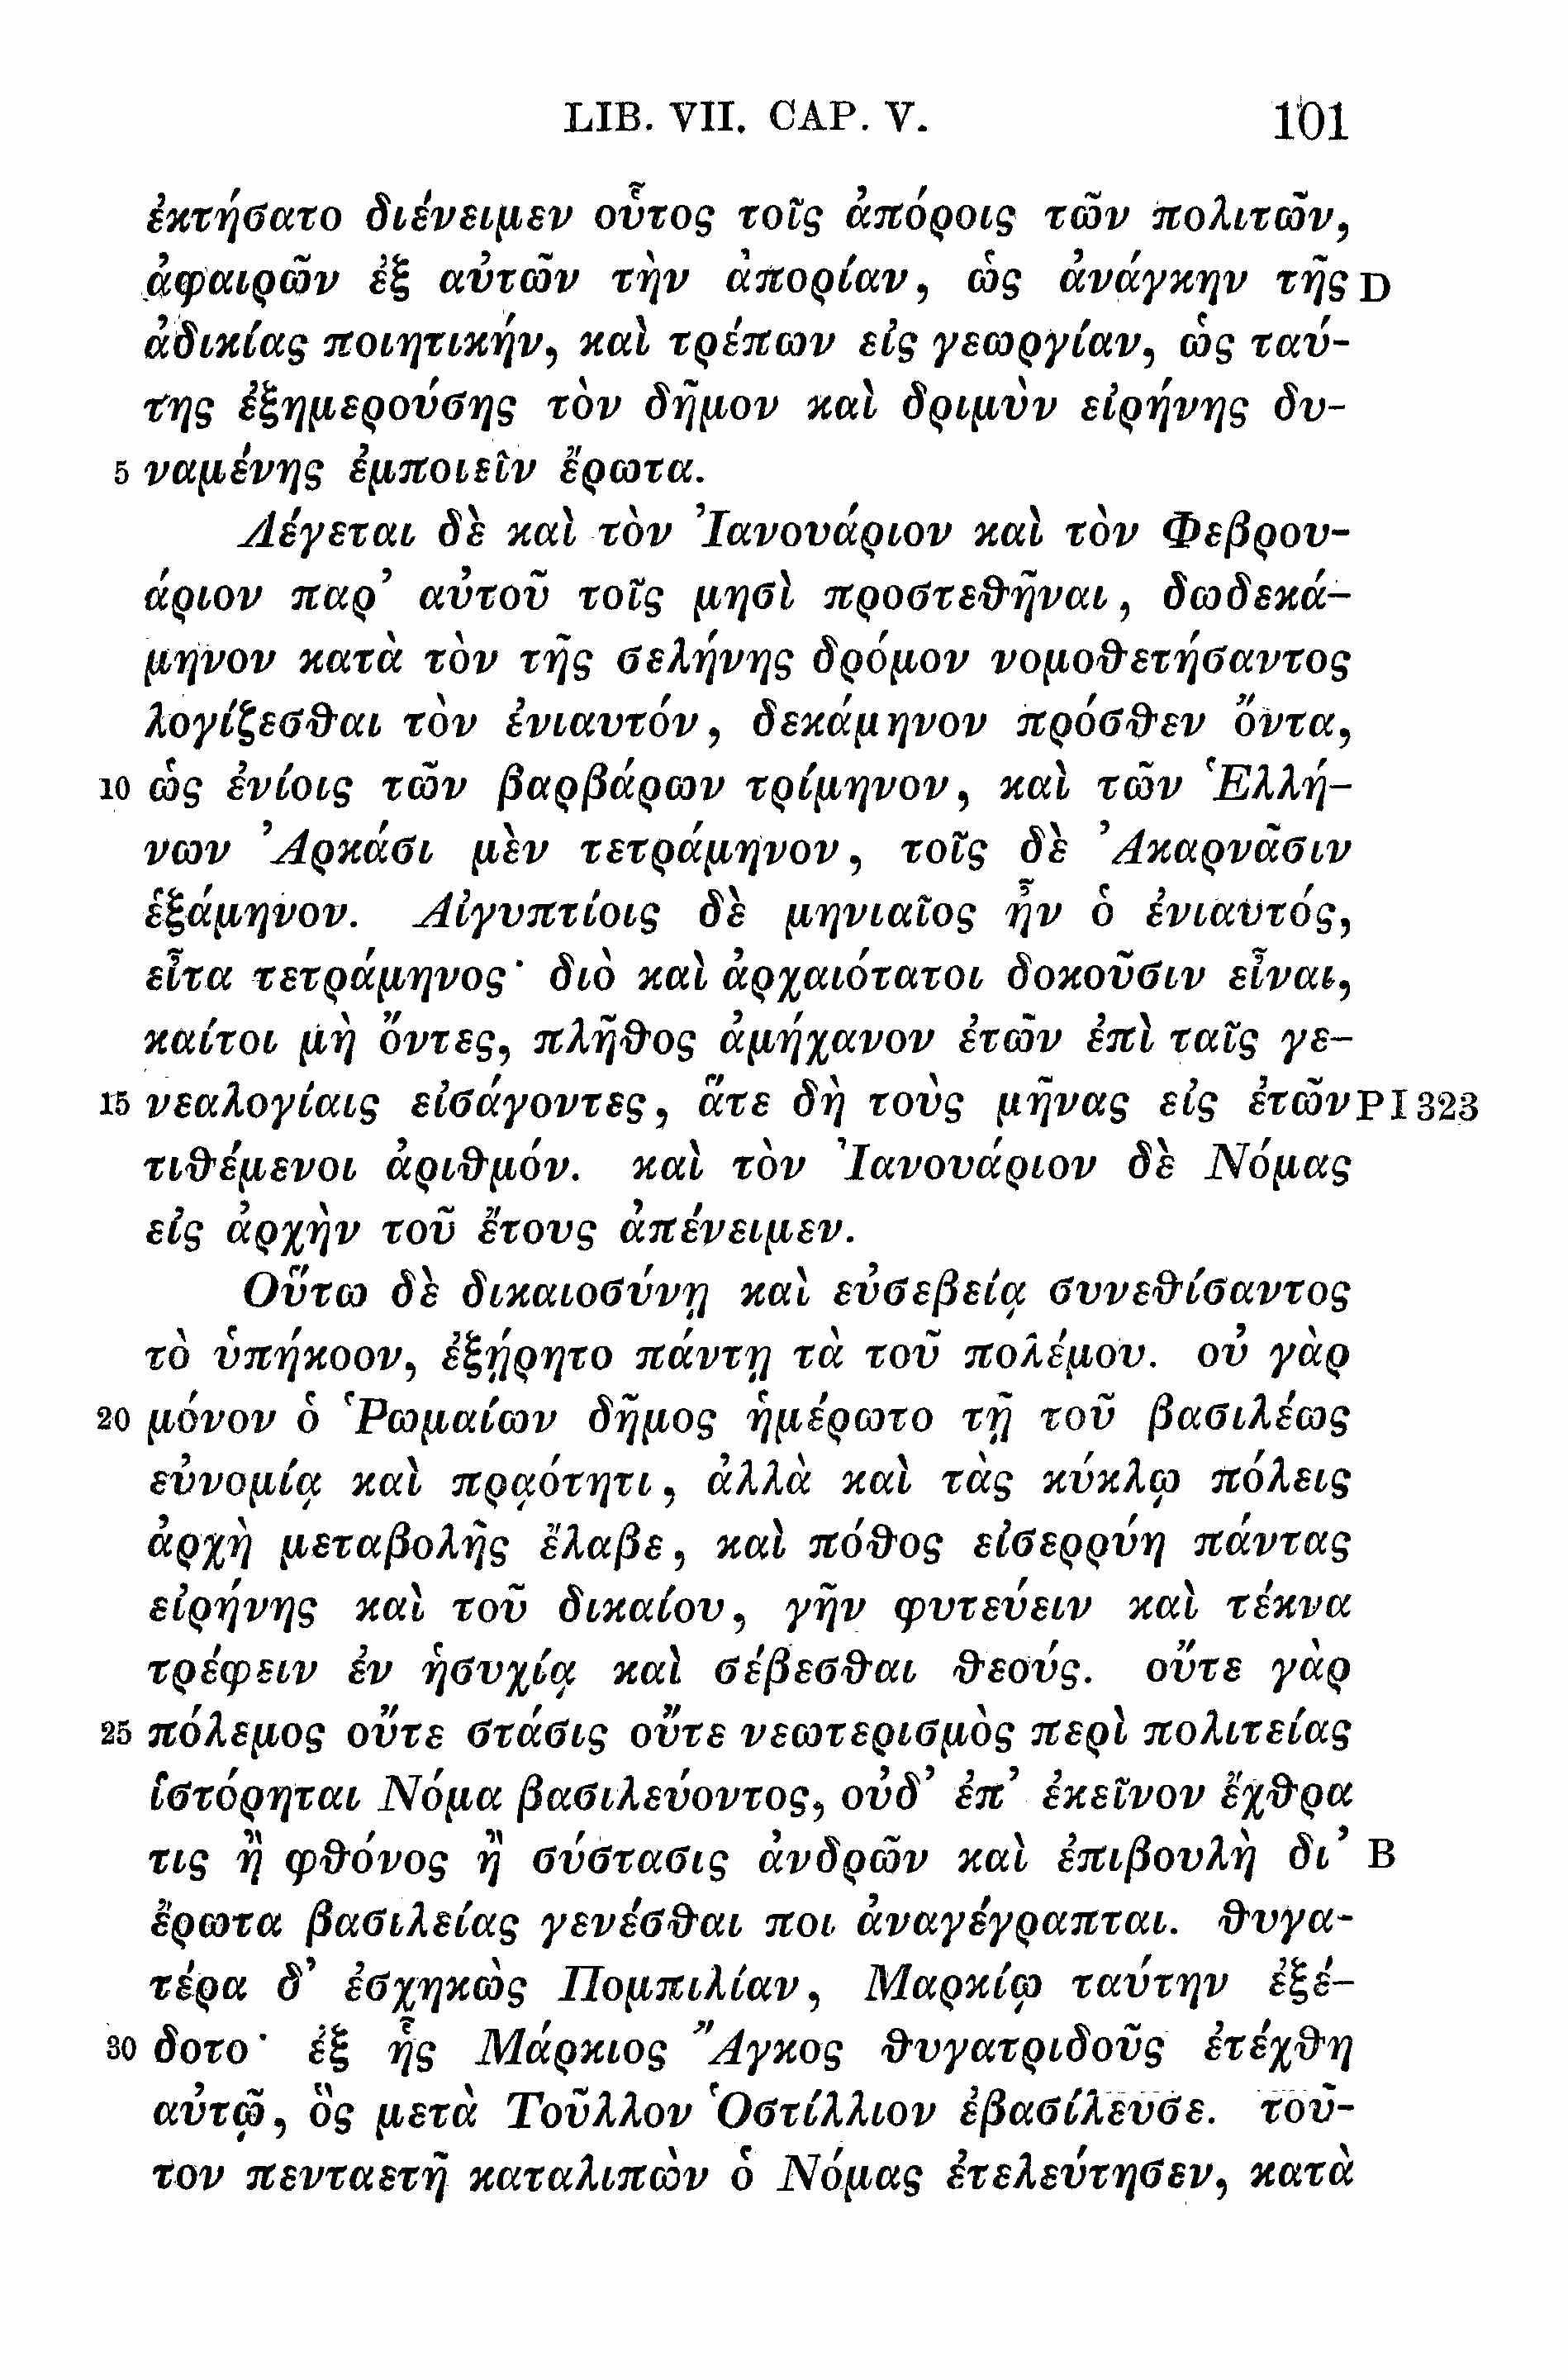 LIB. VII. CAP. V. 101
ἐκτήσατο διένειμεν οὗτος τοῖς ἀπόροις τῶν πολιτῶν,
ἀφαιρῶν ἐξ αὐτῶν τὴν ἀπορίαν, ὡς ἀνάγκην τῆς D
ἀδικίας ποιητικήν, καὶ τρέπων εἰς γεωργίαν, ὡς ταύ-
της ἐξημερούσης τὸν δῆμον καὶ δριμὺν εἰρήνης δυ-
5 ναμένης ἐμποιεῖν ἔρωτα.
Λέγεται δὲ καὶ τὸν Ἰανουάριον καὶ τὸν Φεβρου-
άριον παρ’ αὐτοῦ τοῖς μησὶ προστεθῆναι, δωδεκά-
μηνον κατὰ τὸν τῆς σελήνης δρόμον νομοθετήσαντος
λογίζεσθαι τὸν ἐνιαυτόν, δεκάμηνον πρόσθεν ὄντα,
10 ὡς ἐνίοις τῶν βαρβάρων τρίμηνον, καὶ τῶν Ἑλλή-
νων Ἀρκάσι μὲν τετράμηνον, τοῖς δὲ Ἀκαρνᾶσιν
ἑξάμηνον. Αἰγυπτίοις δὲ μηνιαῖος ἦν ὁ ἐνιαυτός,
εἶτα τετράμηνος· διὸ καὶ ἀρχαιότατοι δοκοῦσιν εἶναι,
καίτοι μὴ ὄντες, πλῆθος ἀμήχανον ἐτῶν ἐπὶ ταῖς γε-
15 νεαλογίαις εἰσάγοντες, ἅτε δὴ τοὺς μῆνας εἰς ἐτῶν P I 323
τιθέμενοι ἀριθμόν. καὶ τὸν Ἰανουάριον δὲ Νόμας
εἰς ἀρχὴν τοῦ ἔτους ἀπένειμεν.
Οὕτω δὲ δικαιοσύνῃ καὶ εὐσεβείᾳ συνεθίσαντος
τὸ ὑπήκοον, ἐξῄρητο πάντῃ τὰ τοῦ πολέμου. οὐ γὰρ
20 μόνον ὁ Ῥωμαίων δῆμος ἡμέρωτο τῇ τοῦ βασιλέως
εὐνομίᾳ καὶ πρᾳότητι, ἀλλὰ καὶ τὰς κύκλῳ πόλεις
ἀρχὴ μεταβολῆς ἔλαβε, καὶ πόθος εἰσερρύη πάντας
εἰρήνης καὶ τοῦ δικαίου, γῆν φυτεύειν καὶ τέκνα
τρέφειν ἐν ἡσυχίᾳ καὶ σέβεσθαι θεούς. οὔτε γὰρ
25 πόλεμος οὔτε στάσις οὔτε νεωτερισμὸς περὶ πολιτείας
ἱστόρηται Νόμα βασιλεύοντος, οὐδ’ ἐπ’ ἐκεῖνον ἔχθρα
τις ἢ φθόνος ἢ σύστασις ἀνδρῶν καὶ ἐπιβουλὴ δι’ B
ἔρωτα βασιλείας γενέσθαι ποι ἀναγέγραπται. θυγα-
τέρα δ’ ἐσχηκὼς Πομπιλίαν, Μαρκίῳ ταύτην ἐξέ-
30 δοτο· ἐξ ἧς Μάρκιος Ἄγκος θυγατριδοῦς ἐτέχθη
αὐτῷ, ὃς μετὰ Τοῦλλον Ὁστίλλιον ἐβασίλευσε. τοῦ-
τον πενταετῆ καταλιπὼν ὁ Νόμας ἐτελεύτησεν, κατὰ